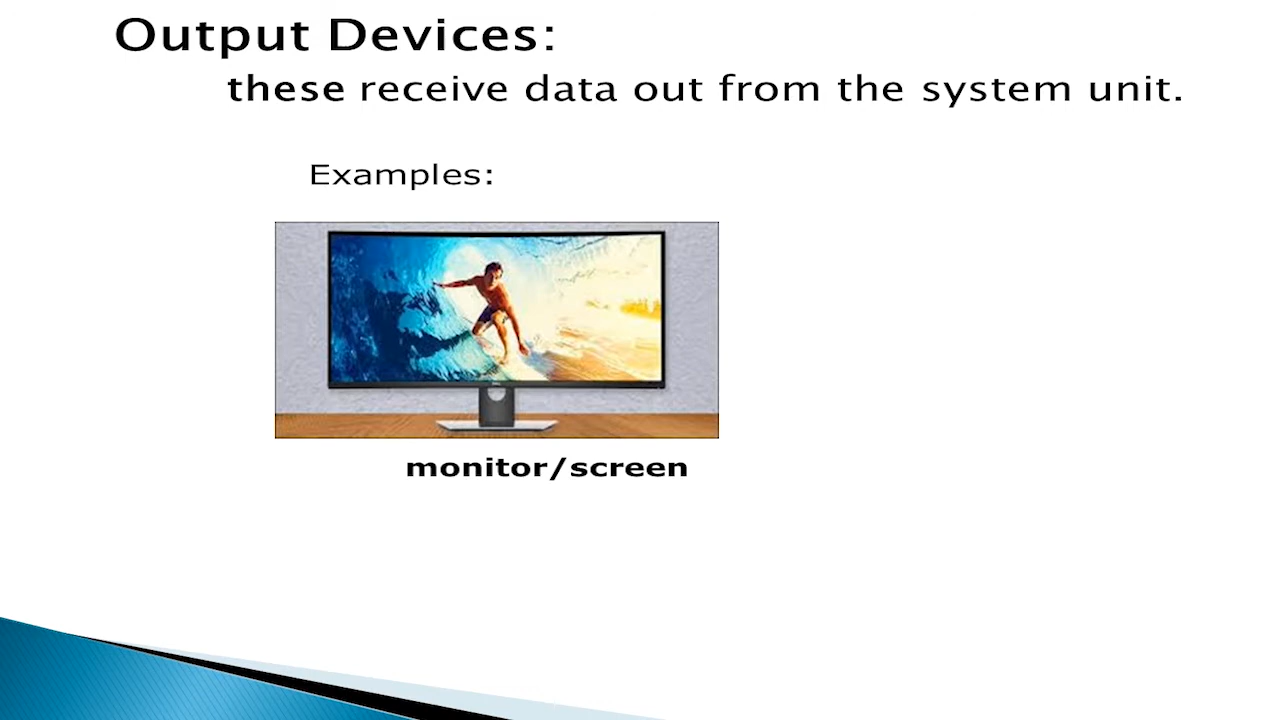 Output Devices:
these receive data out from the system unit.
Examples:
monitor/screen